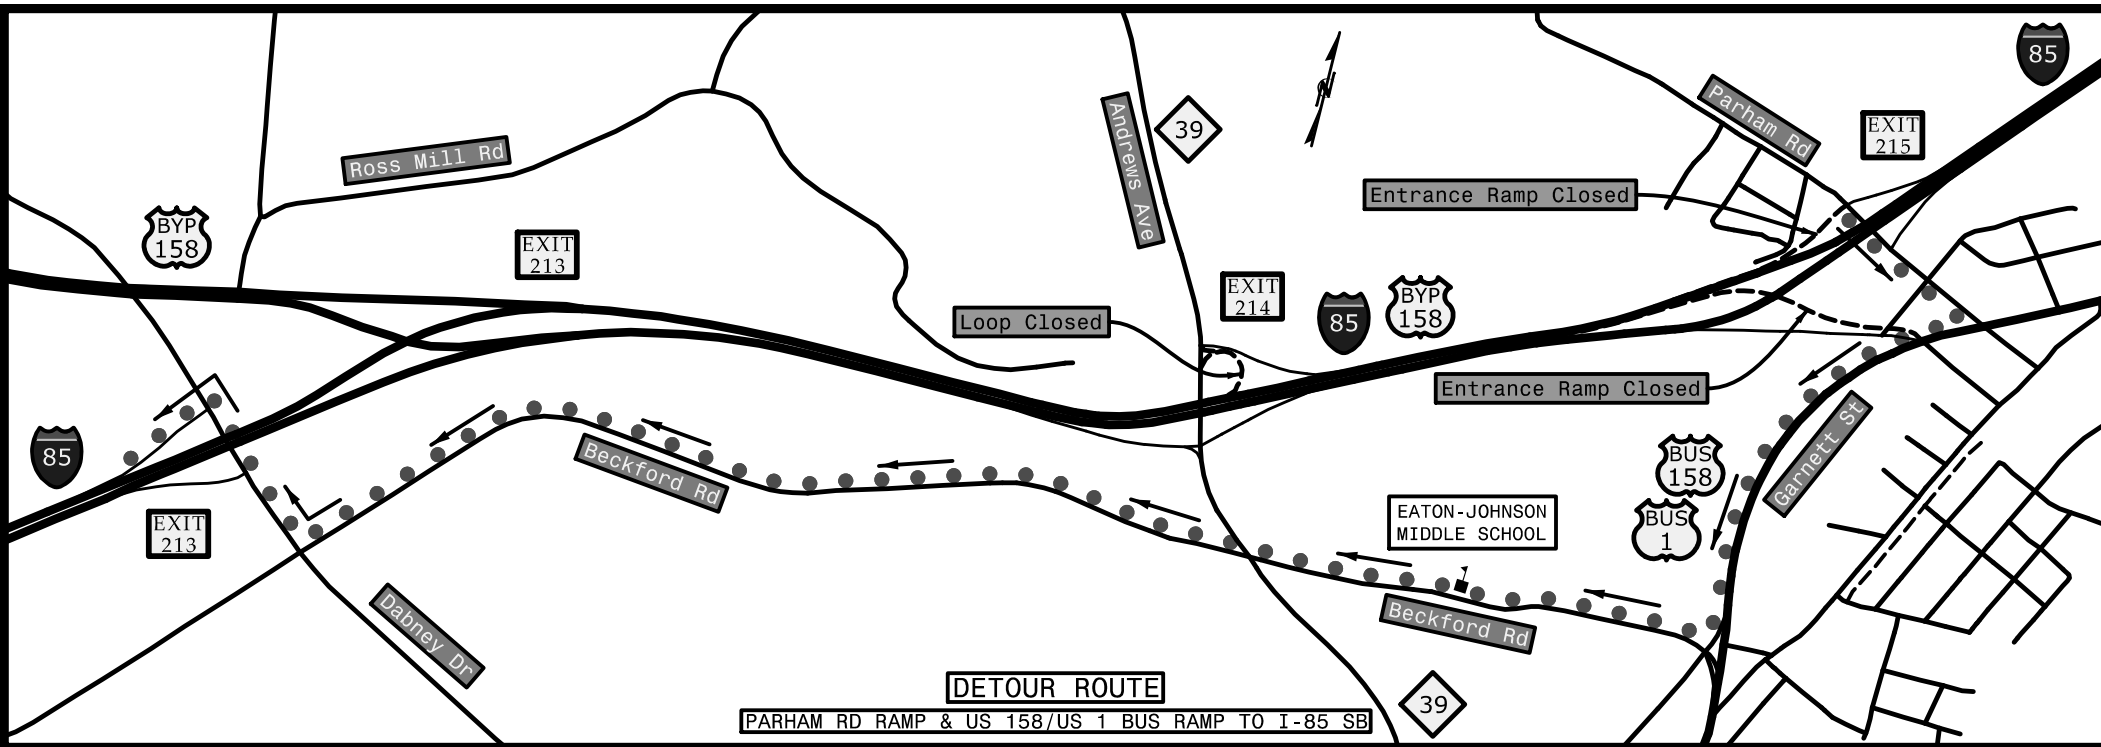 85
Parham Rd
EXIT
215
39
Andrews Ave
Ross Mill Rd
Entrance Ramp Closed
BYP
158
EXIT
213
EXIT
214
BYP
158
Loop Closed
85
N
Entrance Ramp Closed
Garnett St
BUS
158
85
Beckford Rd
EXIT
213
EATON-JOHNSON
MIDDLE SCHOOL
BUS
1
Beckford Rd
Dabney Dr
DETOUR ROUTE
39
PARHAM RD RAMP & US 158/US 1 BUS RAMP TO I-85 SB